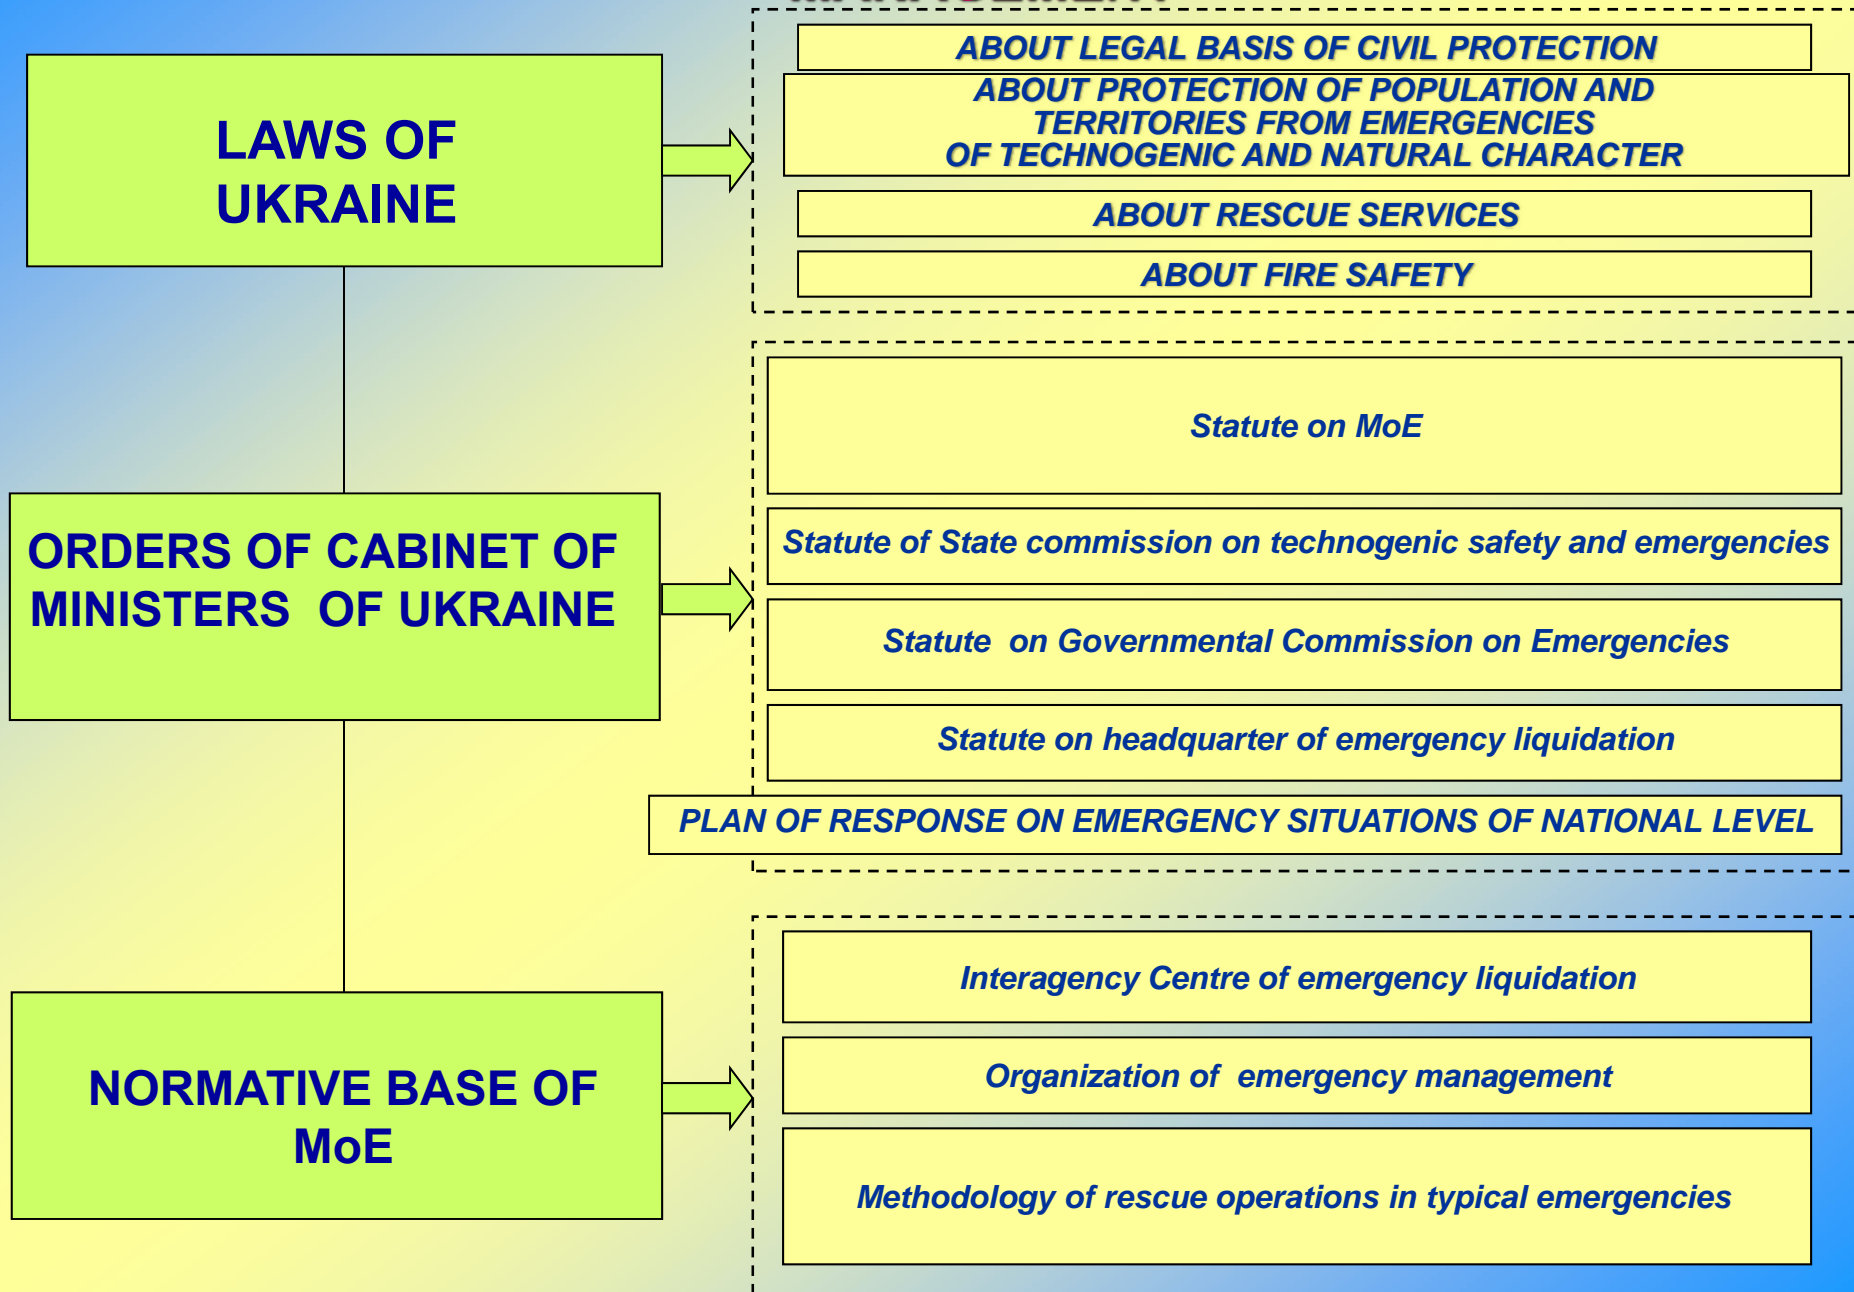 ABOUT LEGAL BASIS OF CIVIL PROTECTION
ABOUT PROTECTION OF POPULATION AND
TERRITORIES FROM EMERGENCIES
OF TECHNOGENIC AND NATURAL CHARACTER
ABOUT RESCUE SERVICES
ABOUT FIRE SAFETY
LAWS OF
UKRAINE
Statute on MoE
Statute of State commission on technogenic safety and emergencies
Statute on Governmental Commission on Emergencies
Statute on headquarter of emergency liquidation
PLAN OF RESPONSE ON EMERGENCY SITUATIONS OF NATIONAL LEVEL
ORDERS OF CABINET OF
MINISTERS OF UKRAINE
Interagency Centre of emergency liquidation
Organization of emergency management
Methodology of rescue operations in typical emergencies
NORMATIVE BASE OF
MoE